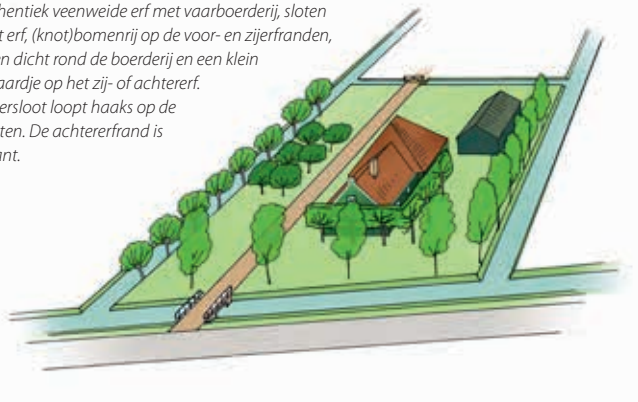 hentiek veenweide erf met vaarboerderij, sloten
t erf, (knot)bomenrij op de voor- en zijerfranden,
n dicht rond de boerderij en een klein
aardje op het zij- of achtererf.
ersloot loopt haaks op de
ten. De achtererfrand is
nt.